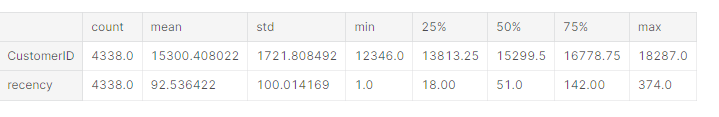 count mean std min 25% 50% 75% max
CustomerID 4338.0 15300.408022 1721.808492 12346.0 13813.25 15299.5 16778.75 18287.0
recency 4338.0 92.536422 100.014169 1.0 18.00 51.0 142.00 374.0